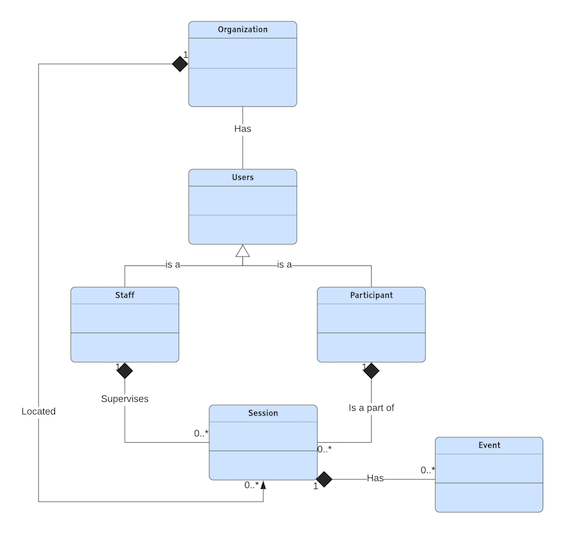 Organization
1
Has
Users
is a
is a
Staff
Participant
1
1
Supervises
Is a part of
Located
Session
0..*
0..*
Event
0..*
Has
0..*
1